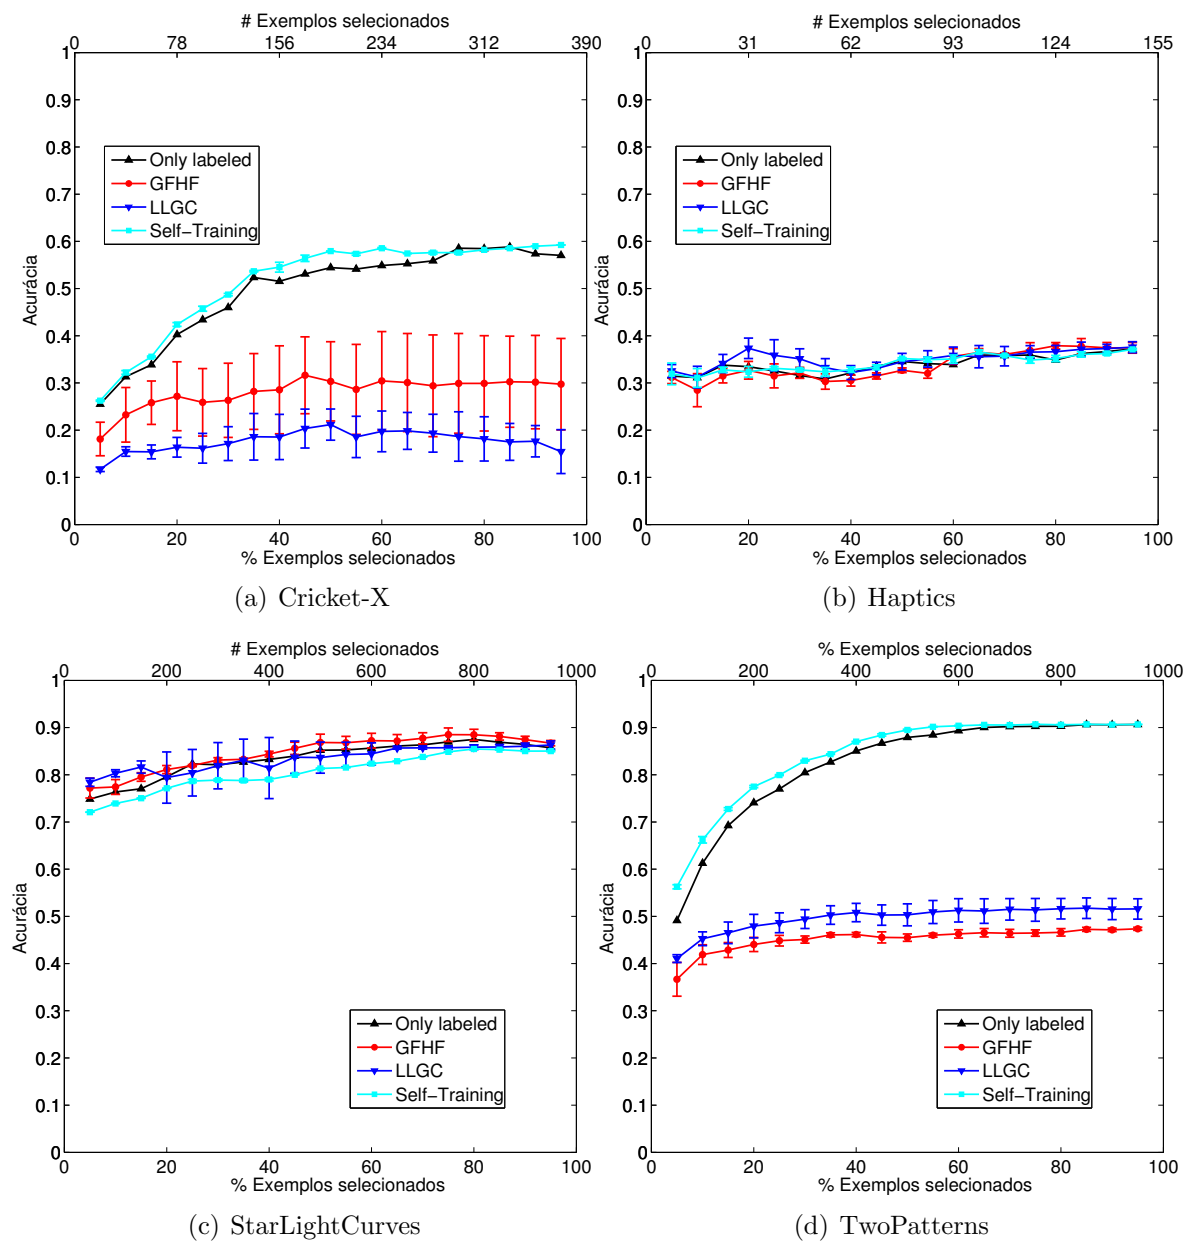 # Exemplos selecionados
0 78 156 234 312 390
1
0.9
0.8
0.7
0.6
0.5
0.4
0.3
0.2
0.1
0
Acurácia
Only labeled
GFHF
LLGC
Self-Training
0 20 40 60 80 100
% Exemplos selecionados
(a) Cricket-X
# Exemplos selecionados
0 31 62 93 124 155
1
0.9
0.8
0.7
0.6
0.5
0.4
0.3
0.2
0.1
0
Acurácia
Only labeled
GFHF
LLGC
Self-Training
0 20 40 60 80 100
% Exemplos selecionados
(b) Haptics
# Exemplos selecionados
0 200 400 600 800 1000
1
0.9
0.8
0.7
0.6
0.5
0.4
0.3
0.2
0.1
0
Acurácia
Only labeled
GFHF
LLGC
Self-Training
0 20 40 60 80 100
% Exemplos selecionados
(c) StarLightCurves
% Exemplos selecionados
0 200 400 600 800 1000
1
0.9
0.8
0.7
0.6
0.5
0.4
0.3
0.2
0.1
0
Acurácia
Only labeled
GFHF
LLGC
Self-Training
0 20 40 60 80 100
% Exemplos selecionados
(d) TwoPatterns